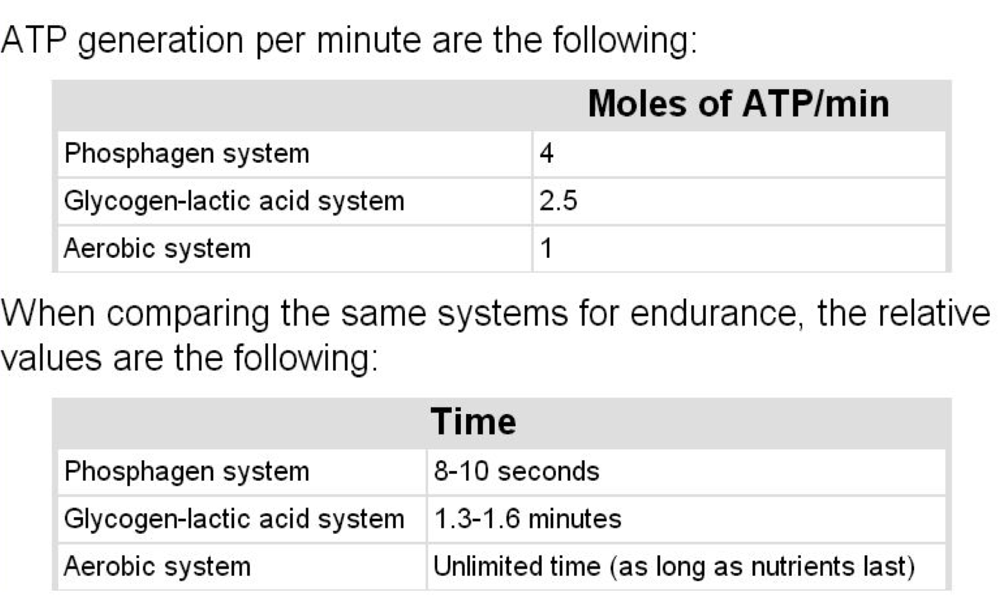 ATP generation per minute are the following:
Moles of ATP/min
Phosphagen system 4
Glycogen-lactic acid system 2.5
Aerobic system 1
When comparing the same systems for endurance, the relative
values are the following:
Time
Phosphagen system 8-10 seconds
Glycogen-lactic acid system 1.3-1.6 minutes
Aerobic system Unlimited time (as long as nutrients last)